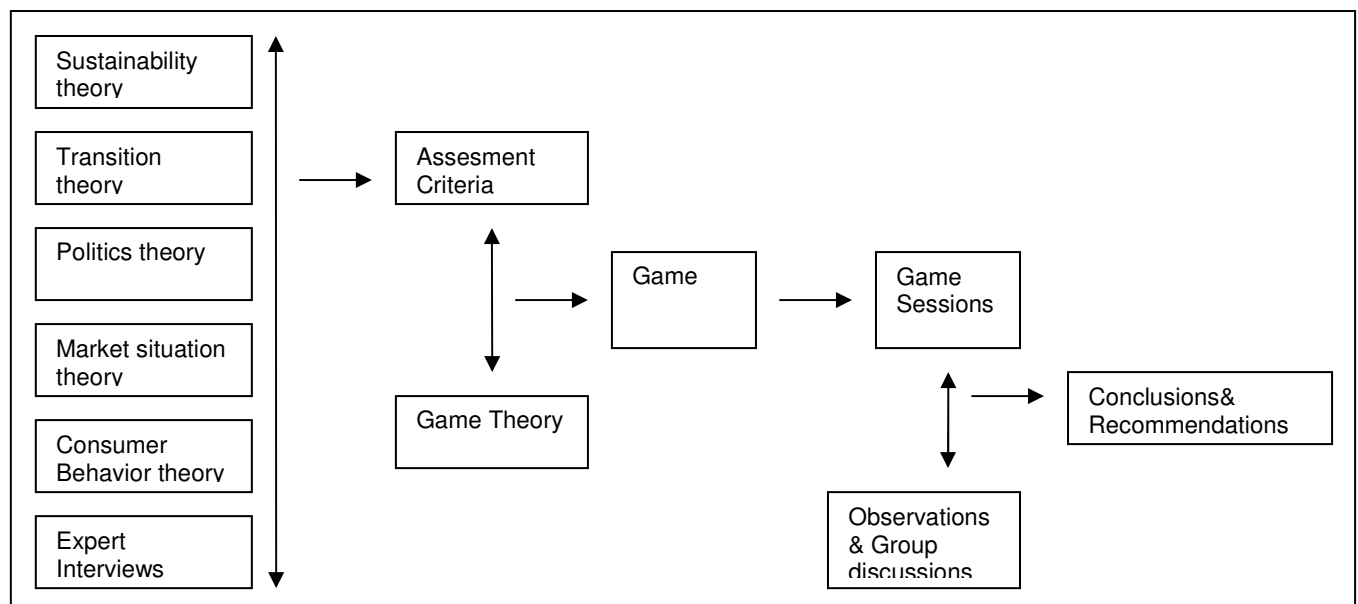 Sustainability
theory
Transition
theory
Politics theory
Market situation
theory
Consumer
Behavior theory
Expert
Interviews
Assesment
Criteria
Game Theory
Game
Game
Sessions
Observations
& Group
discussions
Conclusions&
Recommendations